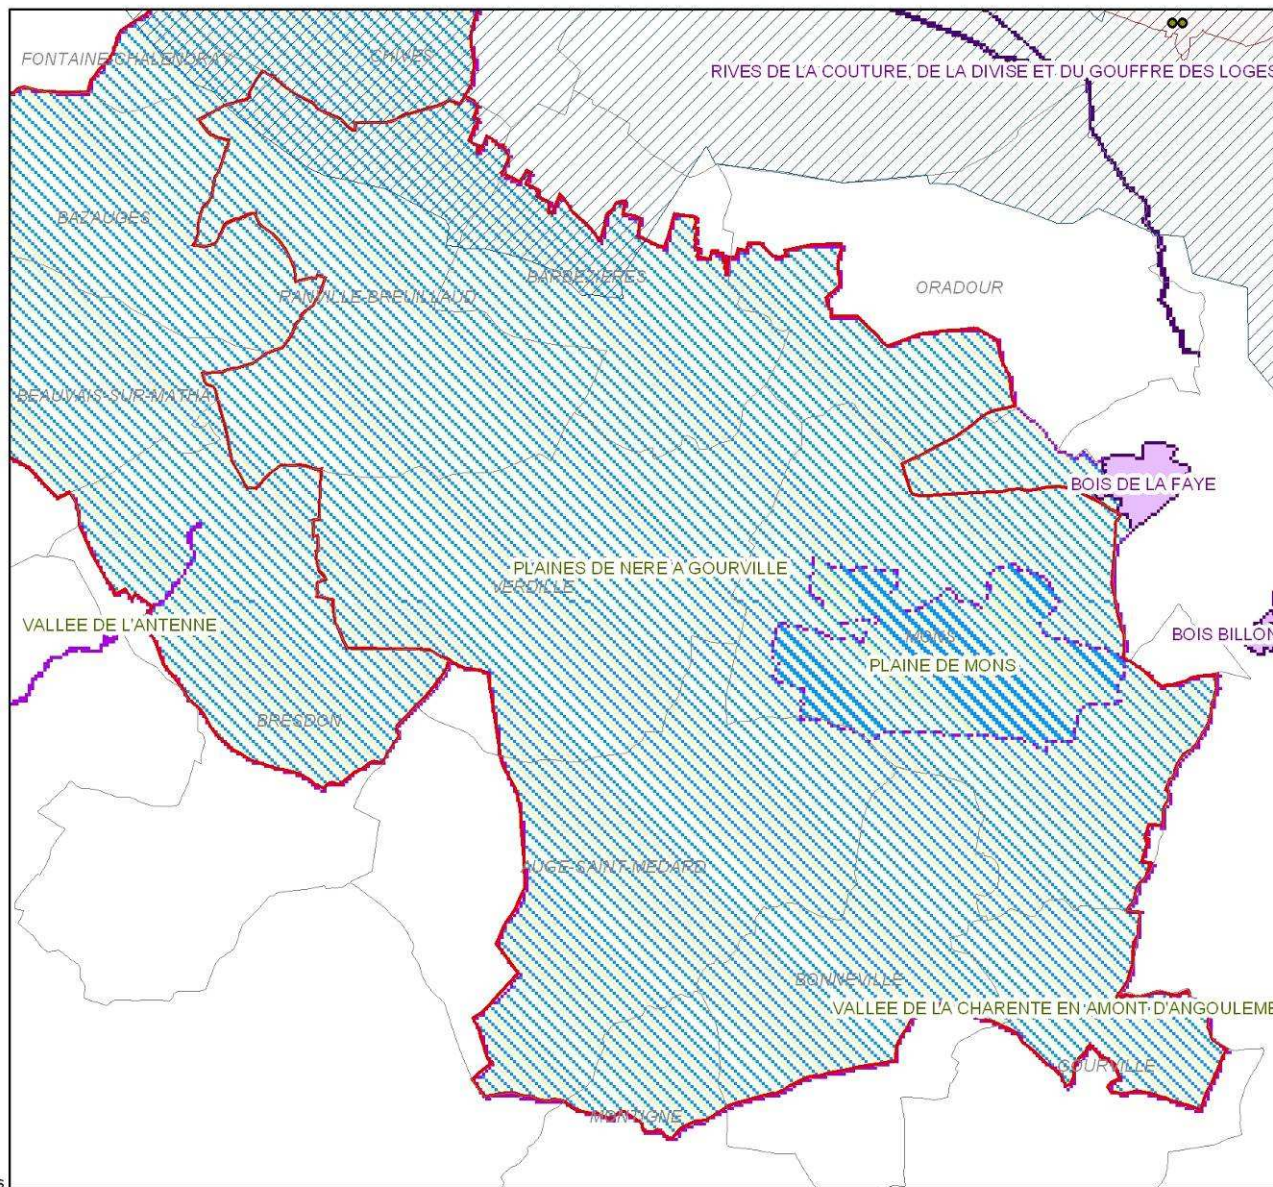 FONTAINE-CHALENDRAY
CHIVES
RIVES DE LA COUTURE, DE LA DIVISE ET DU GOUFFRE DES LOGES
BAZAUGES
BARBEZIERES
ORADOUR
RANVILLE-BREUILLAUD
BEAUVAIS-SUR-MATHA
BOIS DE LA FAYE
PLAINES DE NERE A GOURVILLE
VERDILLE
VALLEE DE L'ANTENNE
MONS
BOIS BILLON
PLAINE DE MONS
BRESDON
AUGE-SAINT-MEDARD
BONNEVILLE
VALLEE DE LA CHARENTE EN AMONT D'ANGOULEME
GOURVILLE
MONTIGNE
s